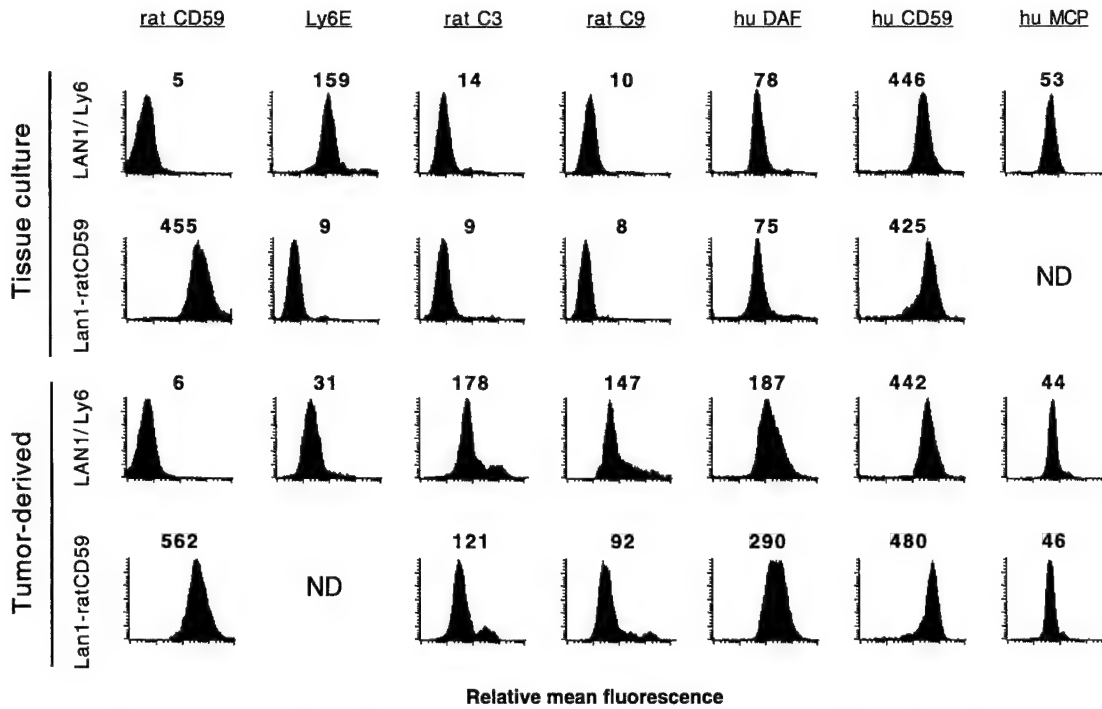 rat CD59 Ly6E rat C3 rat C9 hu DAF hu CD59 hu MCP
Tissue culture
LAN1/Ly6
5 159 14 10 78 446 53
Lan1-ratCD59
455 9 9 8 75 425 ND
Tumor-derived
LAN1/Ly6
6 31 178 147 187 442 44
Lan1-ratCD59
562 ND 121 92 290 480 46
Relative mean fluorescence